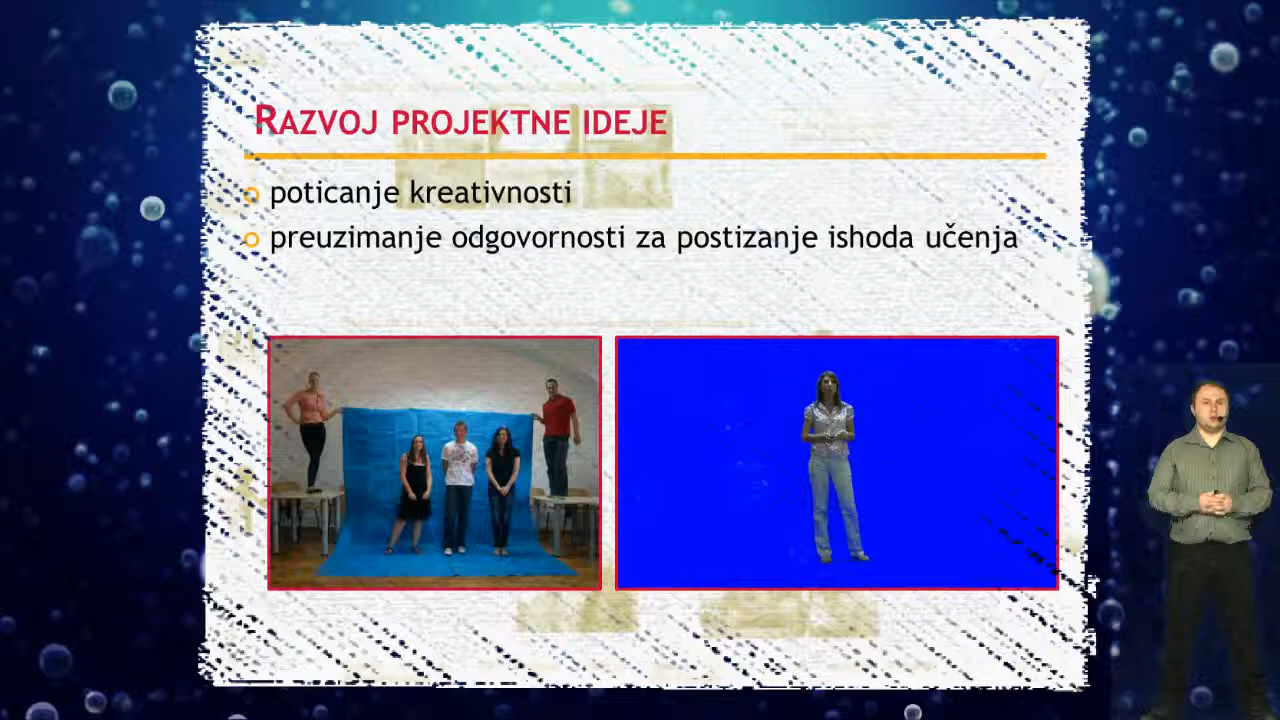 RAZVOJ PROJEKTNE IDEJE
poticanje kreativnosti
preuzimanje odgovornosti za postizanje ishoda učenja